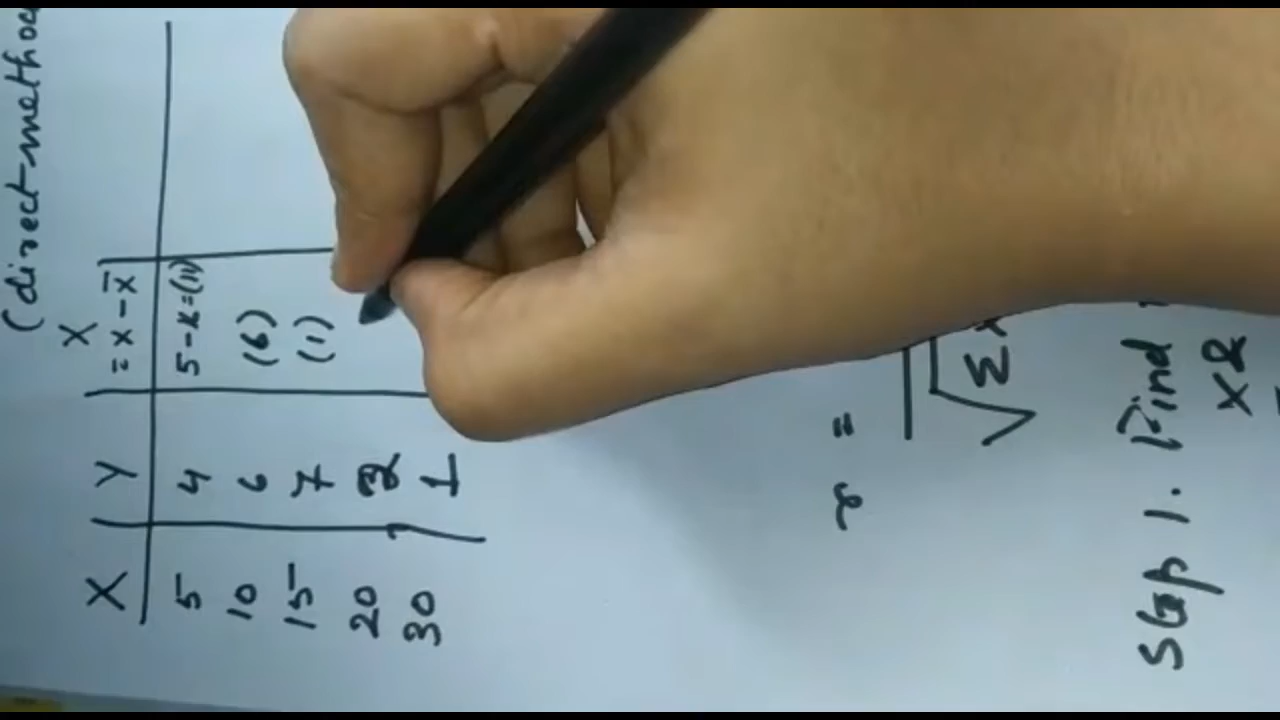 (direct method
X Y X
= x - x̅
5 4 5-16=(11)
10 6 (6)
15 7 (1)
20
30 1
r =
√Σx
Step 1. Find
X &